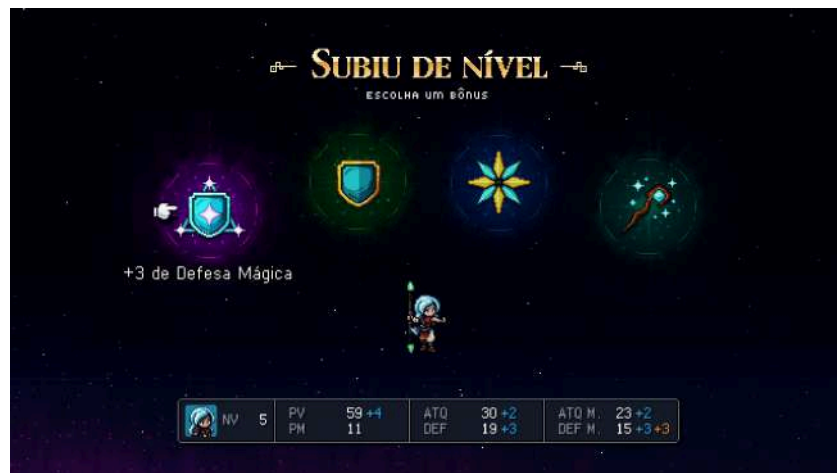 SUBIU DE NÍVEL
ESCOLHA UM BÔNUS
+3 de Defesa Mágica
NV 5 PV 59 +4 ATQ 30 +2 ATQ M. 23 +2
PM 11 DEF 19 +3 DEF M. 15 +3 +3